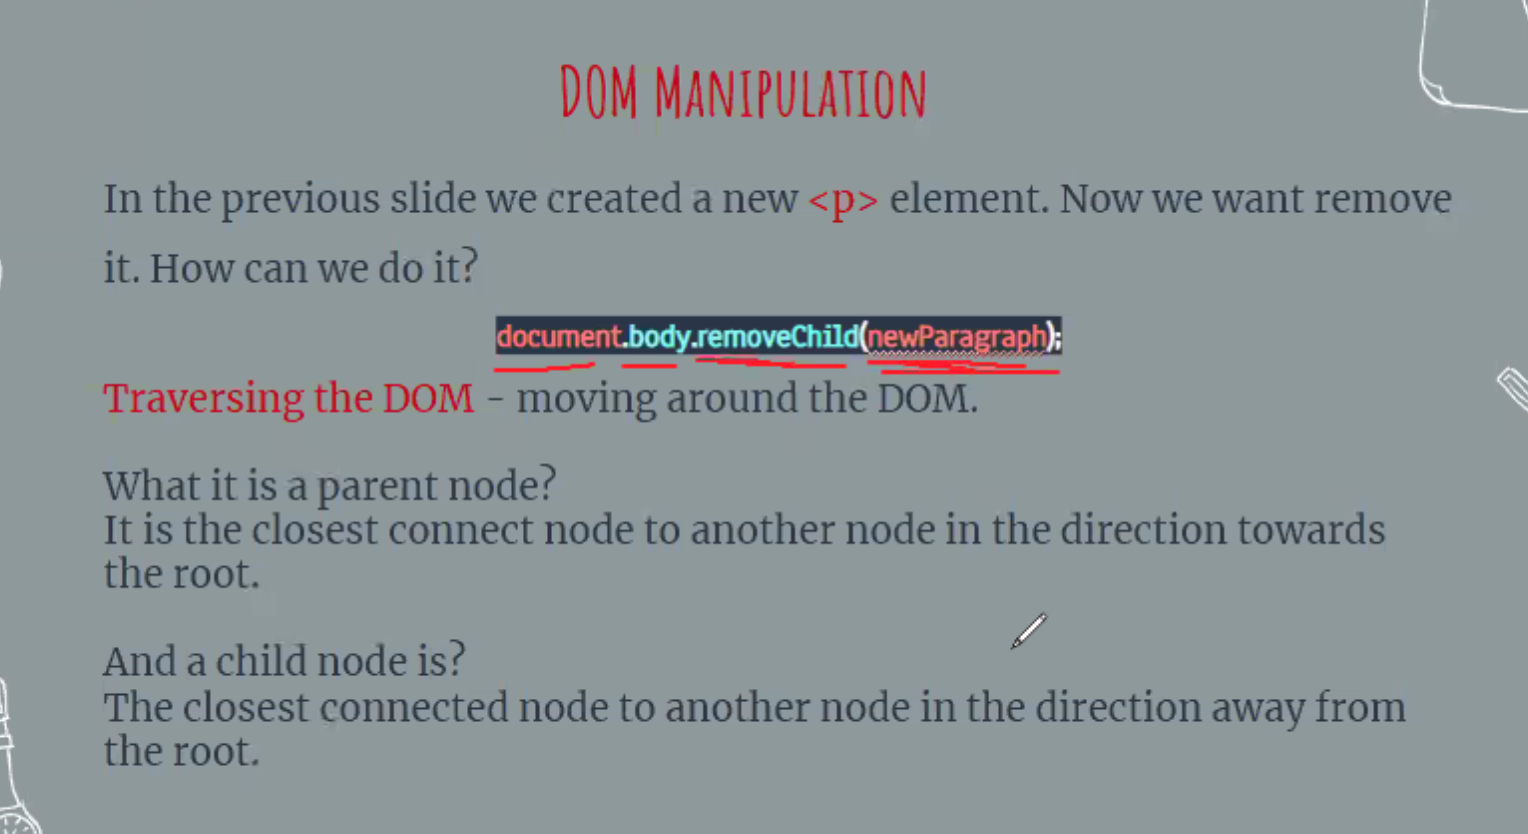 DOM MANIPULATION
In the previous slide we created a new <p> element. Now we want remove
it. How can we do it?
document.body.removeChild(newParagraph);
Traversing the DOM - moving around the DOM.
What it is a parent node?
It is the closest connect node to another node in the direction towards
the root.
And a child node is?
The closest connected node to another node in the direction away from
the root.